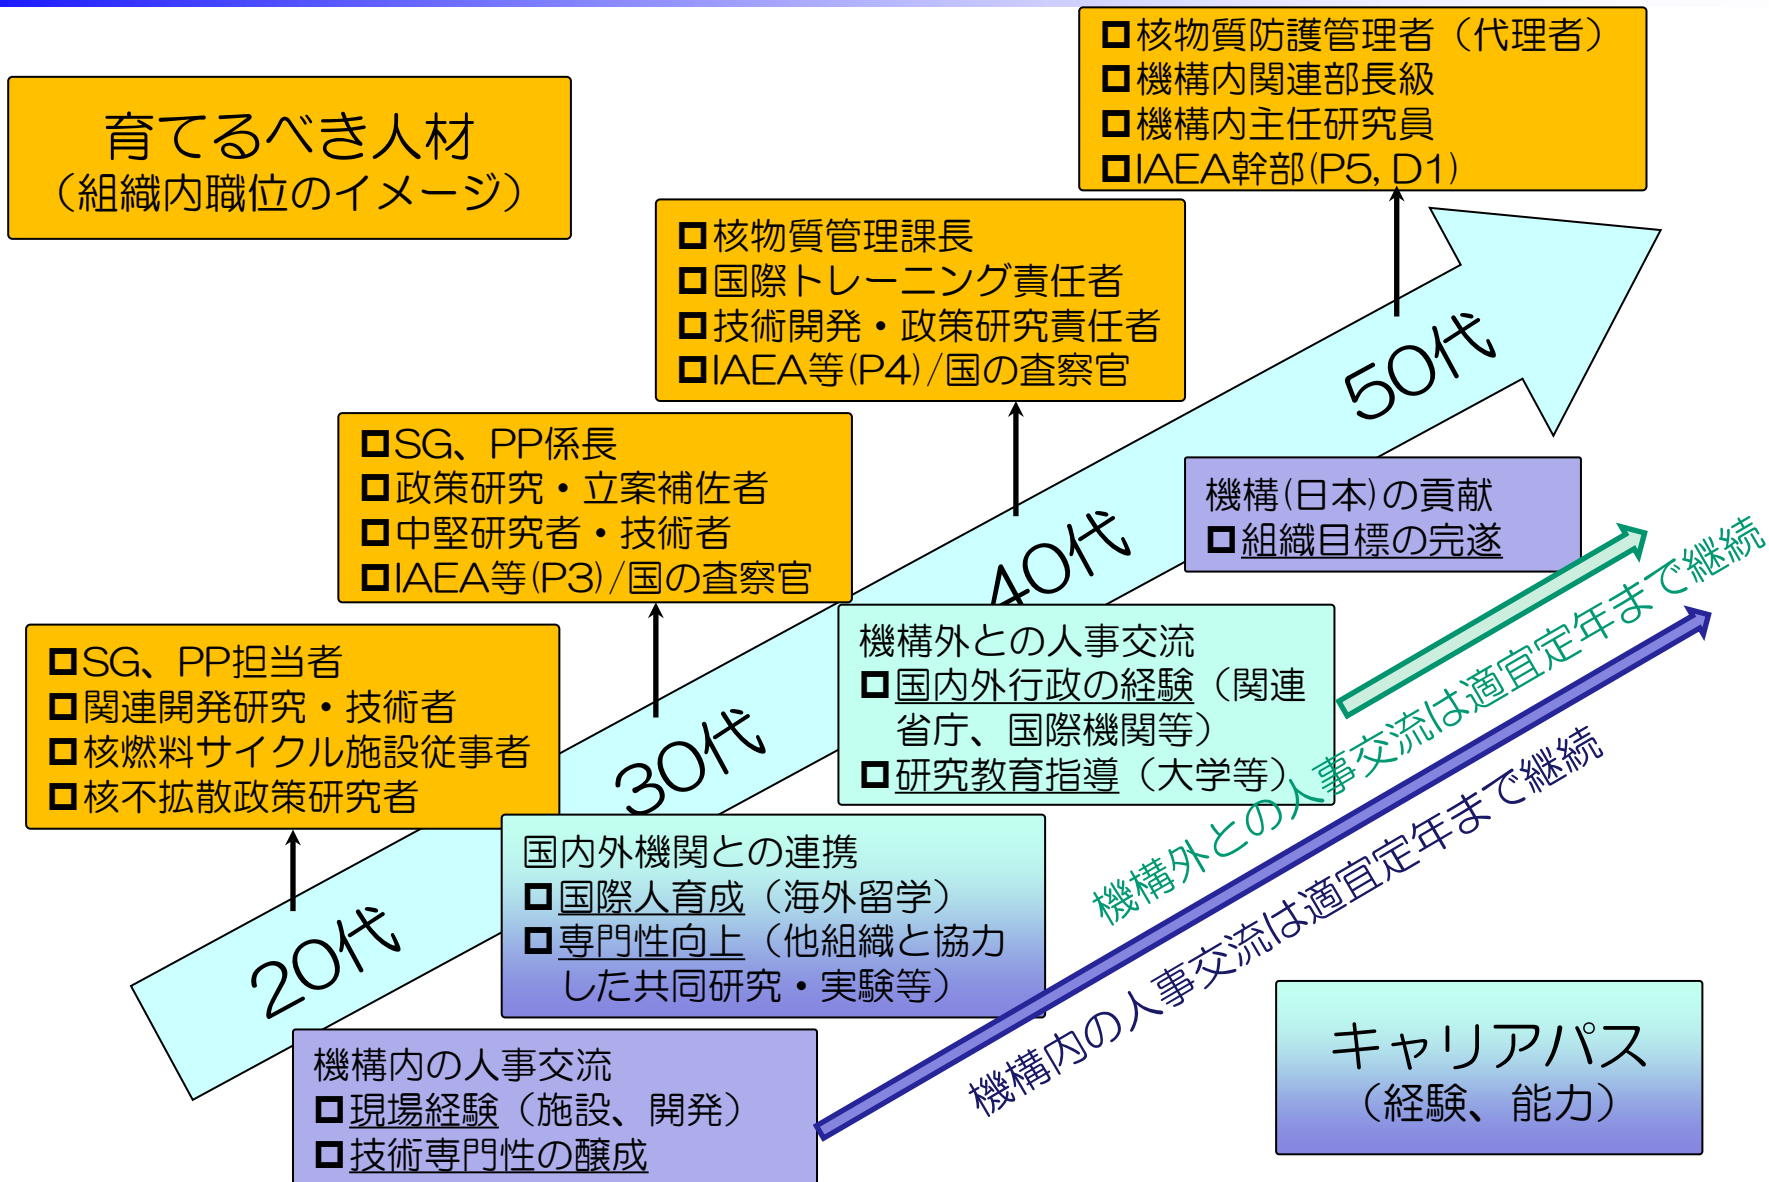 育てるべき人材
（組織内職位のイメージ）
核物質防護管理者（代理者）
機構内関連部長級
機構内主任研究員
IAEA幹部(P5, D1)
核物質管理課長
国際トレーニング責任者
技術開発・政策研究責任者
IAEA等(P4)/国の査察官
SG、PP係長
政策研究・立案補佐者
中堅研究者・技術者
IAEA等(P3)/国の査察官
SG、PP担当者
関連開発研究・技術者
核燃料サイクル施設従事者
核不拡散政策研究者
20代
30代
40代
50代
機構(日本)の貢献
組織目標の完遂
機構外との人事交流
国内外行政の経験（関連
省庁、国際機関等）
研究教育指導（大学等）
国内外機関との連携
国際人育成（海外留学）
専門性向上（他組織と協力
した共同研究・実験等）
機構内の人事交流
現場経験（施設、開発）
技術専門性の醸成
機構外との人事交流は適宜定年まで継続
機構内の人事交流は適宜定年まで継続
キャリアパス
（経験、能力）